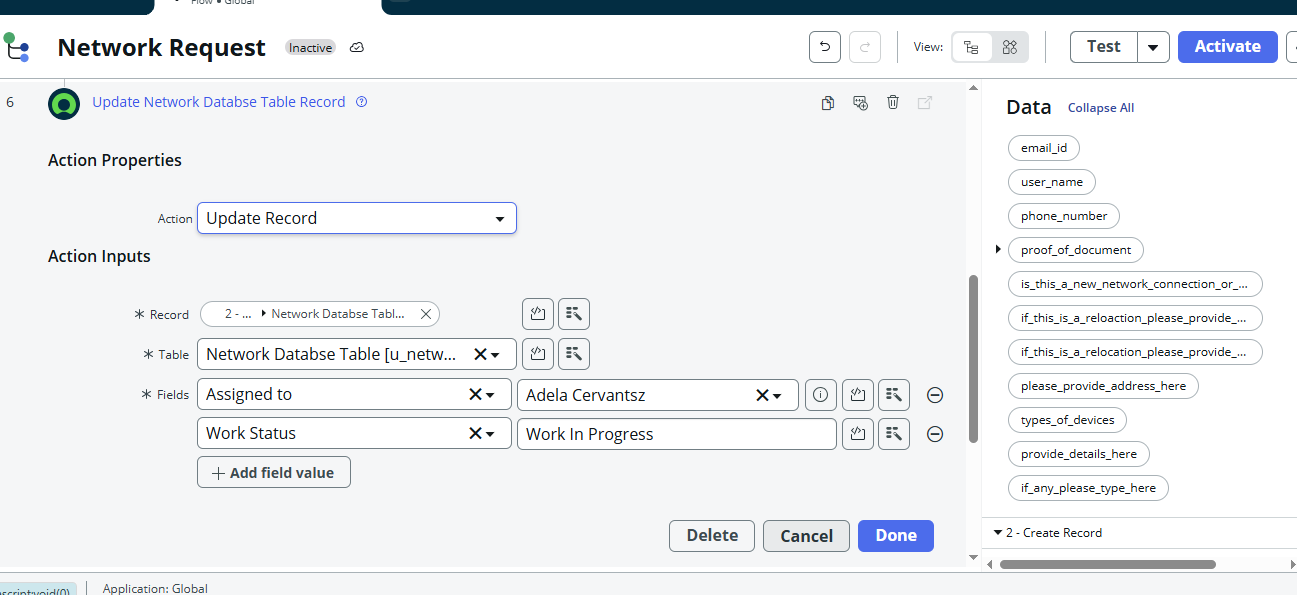 Flow • Global
Network Request Inactive View: Test Activate
6 Update Network Databse Table Record
Data Collapse All
Action Properties
Action Update Record
Action Inputs
Record 2 - ... Network Databse Tabl...
Table Network Databse Table [u_netw...
Fields Assigned to Adela Cervantsz
Work Status Work In Progress
+ Add field value
Delete Cancel Done
email_id
user_name
phone_number
proof_of_document
is_this_a_new_network_connection_or_...
if_this_is_a_reloaction_please_provide_...
if_this_is_a_relocation_please_provide_...
please_provide_address_here
types_of_devices
provide_details_here
if_any_please_type_here
2 - Create Record
Application: Global